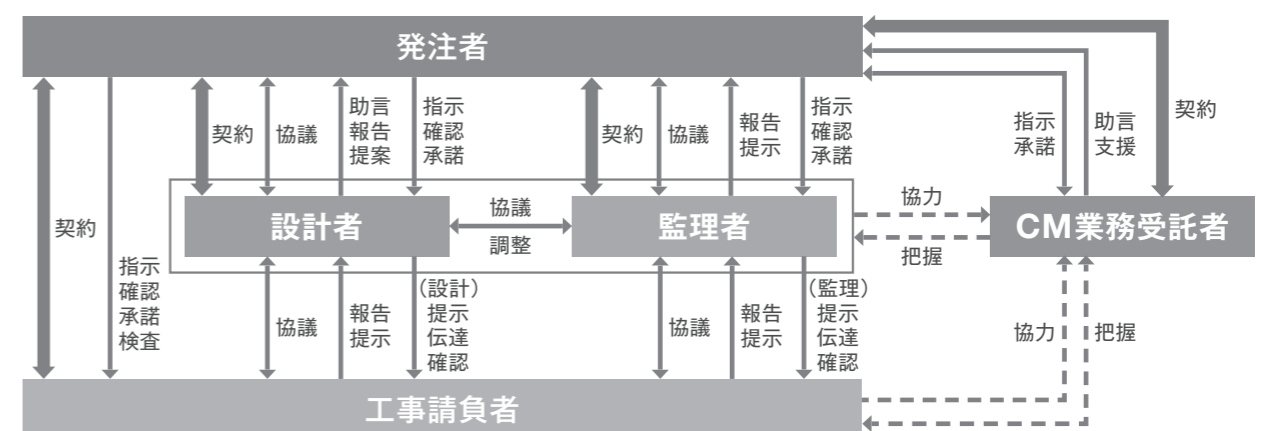 発注者
契約
指示
確認
承諾
検査
契約
協議
助言
報告
提案
指示
確認
承諾
契約
協議
報告
提示
指示
確認
承諾
指示
承諾
助言
支援
契約
設計者
協議
調整
監理者
協力
把握
CM業務受託者
協議
報告
提示
（設計）
提示
伝達
確認
協議
報告
提示
（監理）
提示
伝達
確認
協力
把握
工事請負者